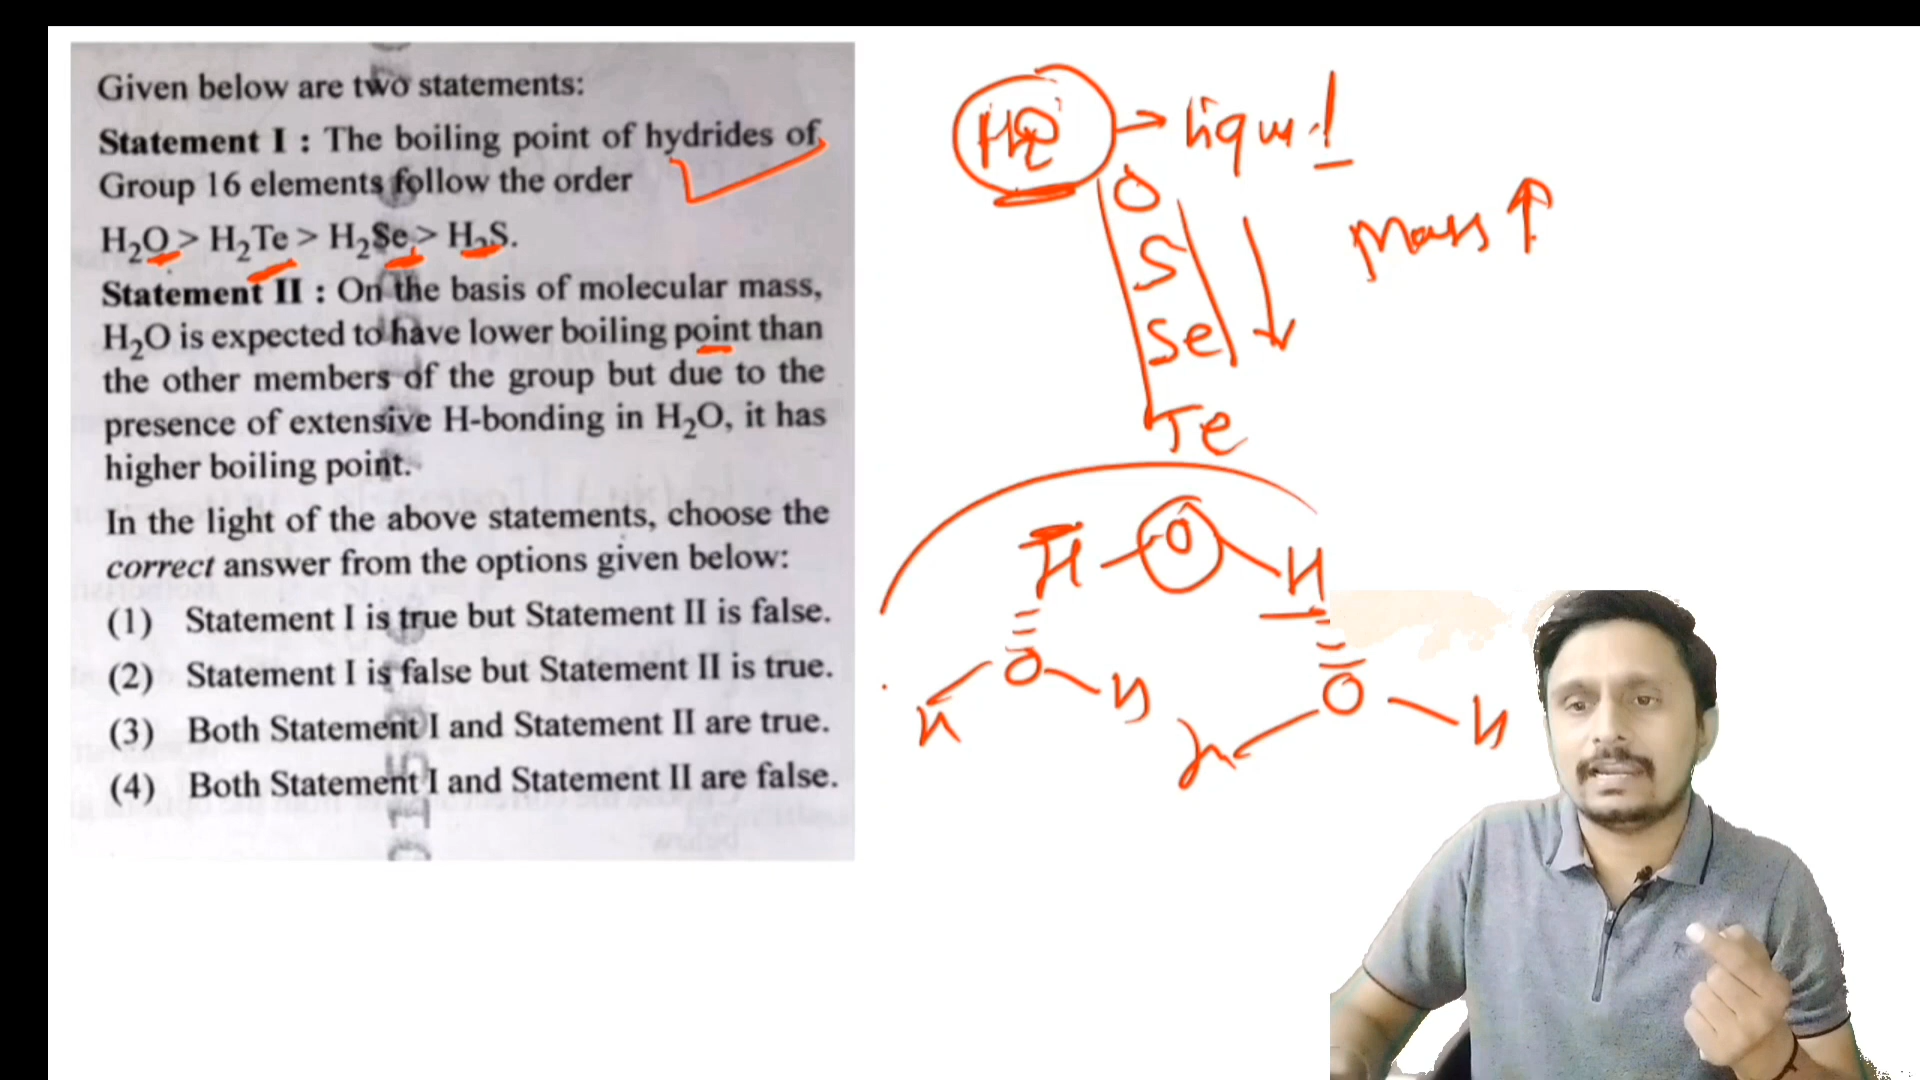 Given below are two statements:
Statement I : The boiling point of hydrides of
Group 16 elements follow the order
H₂O > H₂Te > H₂Se > H₂S.
Statement II : On the basis of molecular mass,
H₂O is expected to have lower boiling point than
the other members of the group but due to the
presence of extensive H-bonding in H₂O, it has
higher boiling point.
In the light of the above statements, choose the
correct answer from the options given below:
(1) Statement I is true but Statement II is false.
(2) Statement I is false but Statement II is true.
(3) Both Statement I and Statement II are true.
(4) Both Statement I and Statement II are false.
H₂O → liquid
O
S
Se
Te
Mass ↑
H O H
O O
H H H H